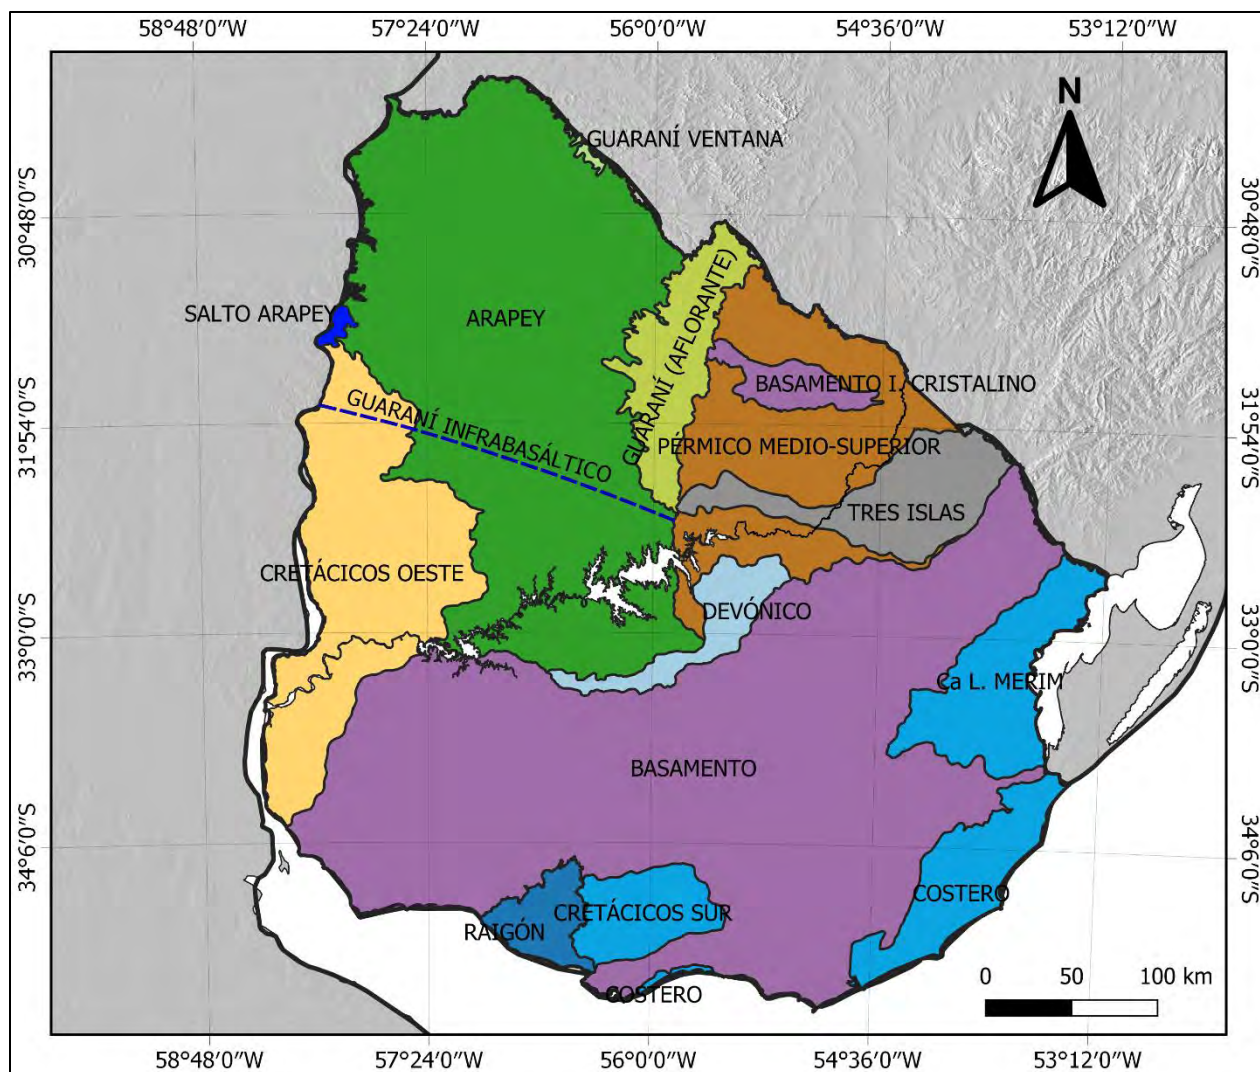 58°48′0″W 57°24′0″W 56°0′0″W 54°36′0″W 53°12′0″W
N
GUARANÍ VENTANA
30°48′0″S
30°48′0″S
SALTO ARAPEY
ARAPEY
GUARANÍ (AFLORANTE)
BASAMENTO I. CRISTALINO
31°54′0″S
31°54′0″S
GUARANÍ INFRABASÁLTICO
PÉRMICO MEDIO-SUPERIOR
TRES ISLAS
CRETÁCICOS OESTE
DEVÓNICO
33°0′0″S
33°0′0″S
Ca L. MERIM
BASAMENTO
34°6′0″S
34°6′0″S
COSTERO
CRETÁCICOS SUR
RAIGÓN
COSTERO
0 50 100 km
58°48′0″W 57°24′0″W 56°0′0″W 54°36′0″W 53°12′0″W